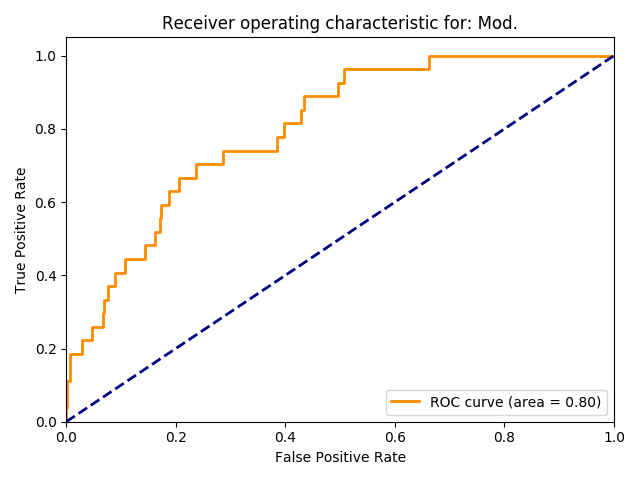 Receiver operating characteristic for: Mod.
True Positive Rate
1.0
0.8
0.6
0.4
0.2
0.0
ROC curve (area = 0.80)
0.0 0.2 0.4 0.6 0.8 1.0
False Positive Rate